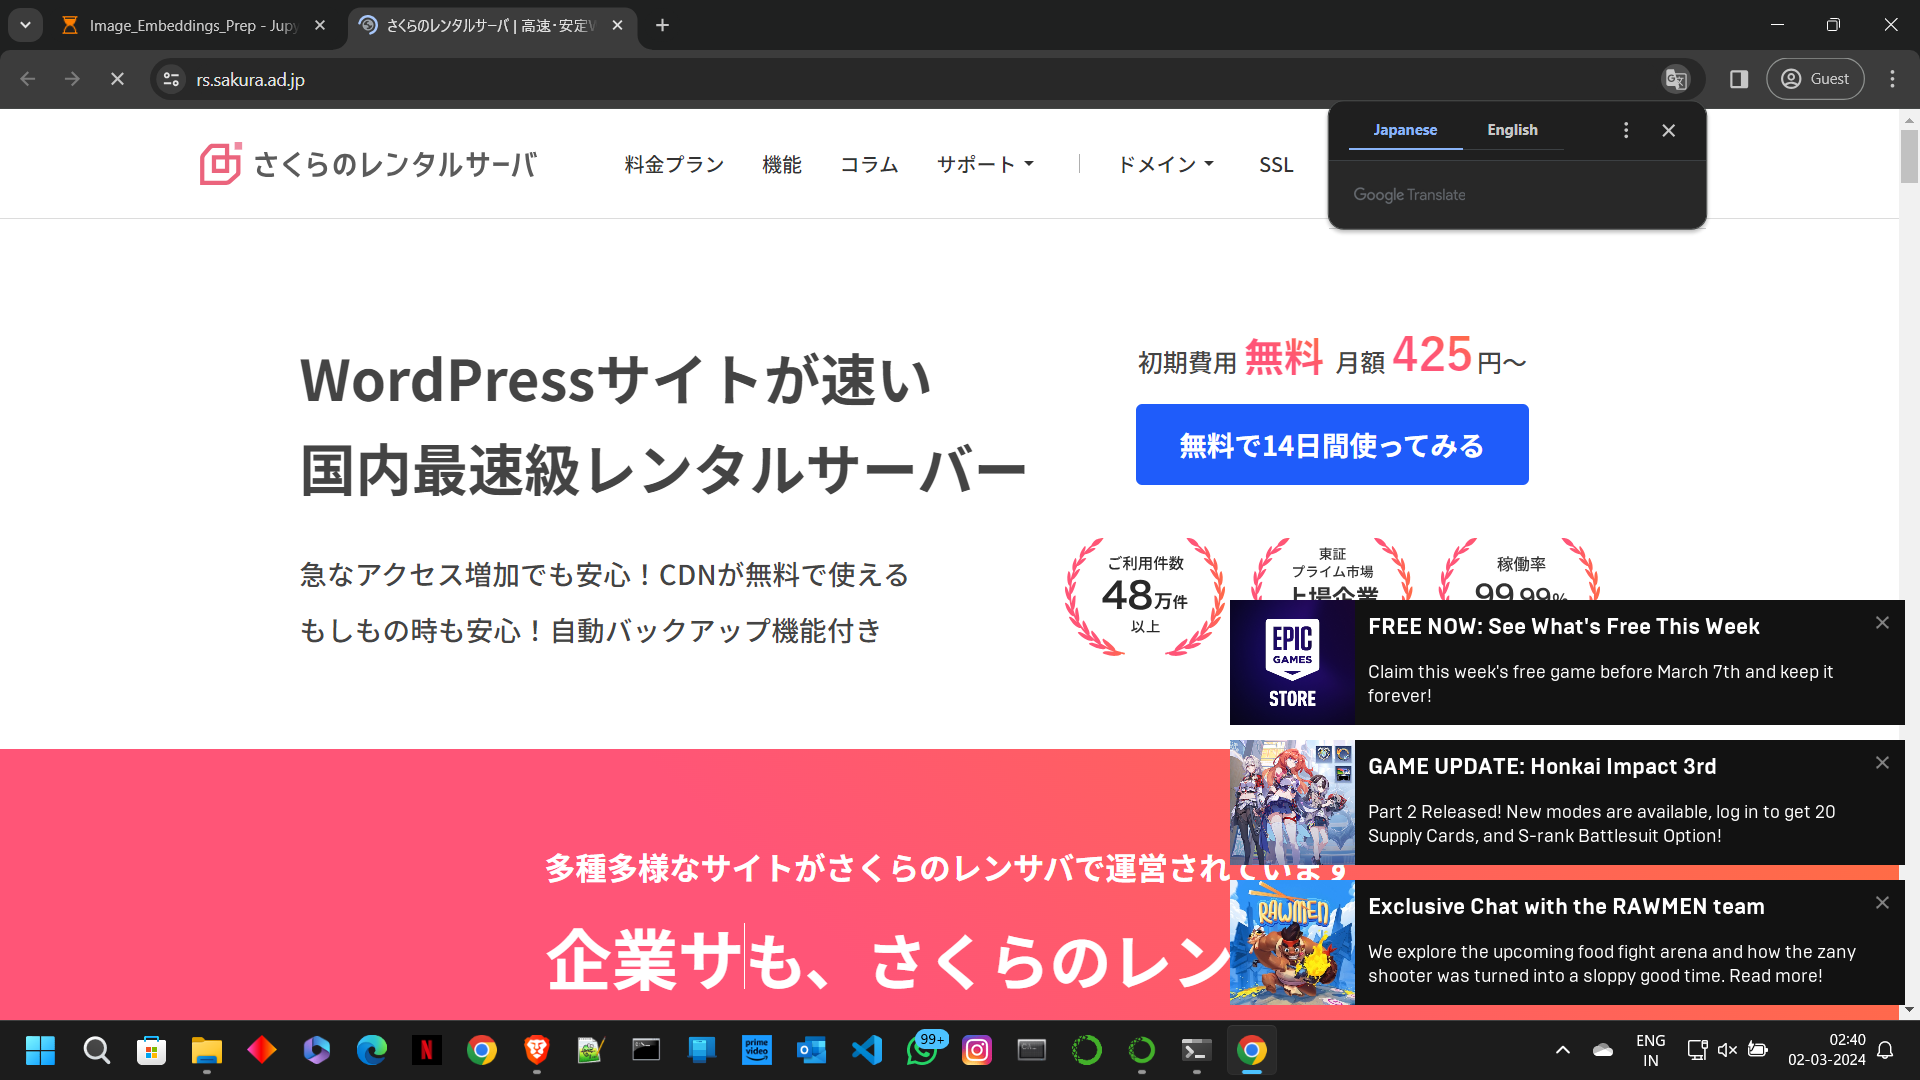 Image_Embeddings_Prep - Jupy
さくらのレンタルサーバ | 高速・安定W
rs.sakura.ad.jp
Guest
さくらのレンタルサーバ
料金プラン 機能 コラム サポート ドメイン SSL
Japanese English
Google Translate
WordPressサイトが速い
国内最速級レンタルサーバー
急なアクセス増加でも安心！CDNが無料で使える
もしもの時も安心！自動バックアップ機能付き
初期費用 無料 月額 425 円～
無料で14日間使ってみる
ご利用件数
48万件
以上
東証
プライム市場
上場企業
稼働率
99.99%
EPIC
GAMES
STORE
FREE NOW: See What's Free This Week
Claim this week's free game before March 7th and keep it
forever!
GAME UPDATE: Honkai Impact 3rd
Part 2 Released! New modes are available, log in to get 20
Supply Cards, and S-rank Battlesuit Option!
多種多様なサイトがさくらのレンサバで運営されています
企業サも、さくらのレン
RAWMEN
Exclusive Chat with the RAWMEN team
We explore the upcoming food fight arena and how the zany
shooter was turned into a sloppy good time. Read more!
prime
video
99+
ENG
IN
02:40
02-03-2024